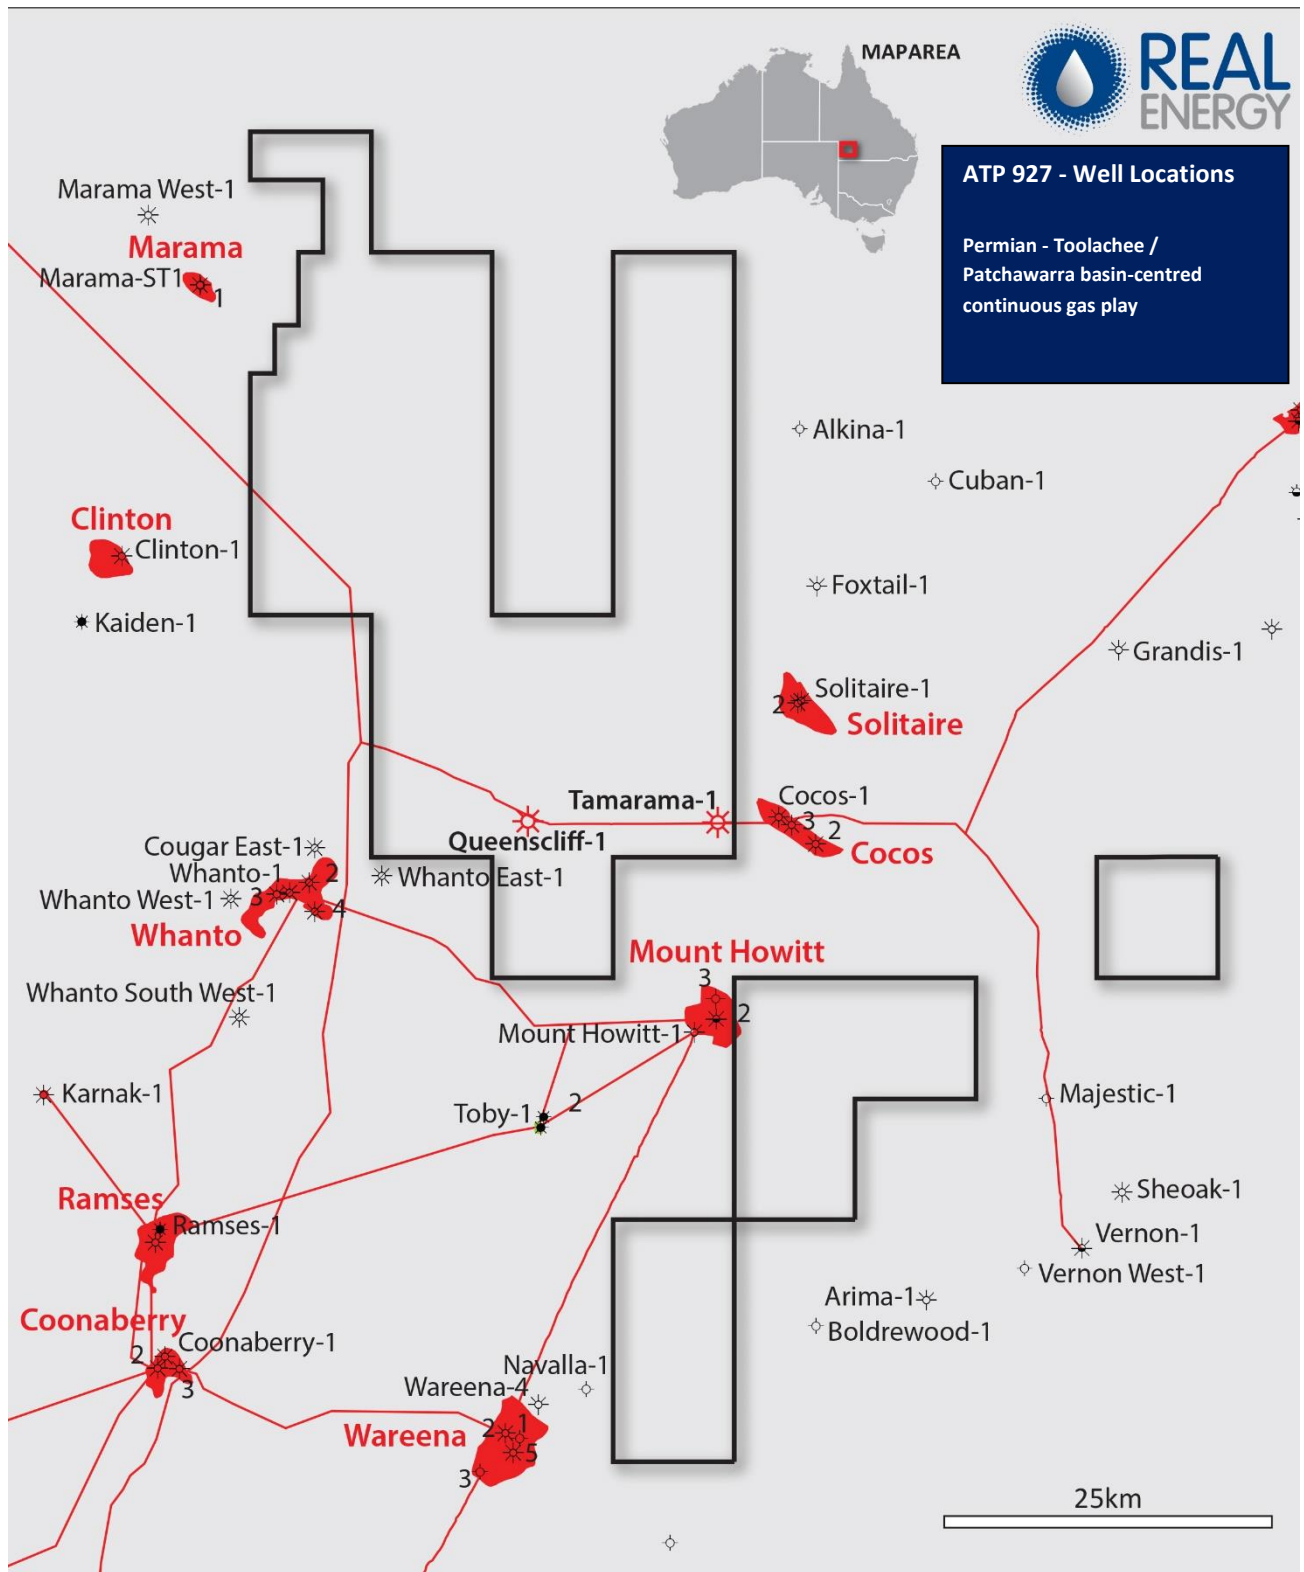 MAPAREA
REAL
ENERGY
ATP 927 - Well Locations
Permian - Toolachee /
Patchawarra basin-centred
continuous gas play
Marama West-1
Marama
Marama-ST1
1
Alkina-1
Cuban-1
Clinton
Clinton-1
Foxtail-1
Kaiden-1
Grandis-1
Solitaire-1
2
Solitaire
Tamarama-1
Cocos-1
3
2
Queenscliff-1
Cocos
Cougar East-1
Whanto-1
2
Whanto East-1
Whanto West-1
3
4
Whanto
Mount Howitt
3
Whanto South West-1
2
Mount Howitt-1
Karnak-1
Majestic-1
Toby-1
2
Sheoak-1
Ramses
Ramses-1
Vernon-1
Vernon West-1
Arima-1
Coonaberry
Boldrewood-1
Coonaberry-1
2
3
Navalla-1
Wareena-4
Wareena
2
1
5
3
25km